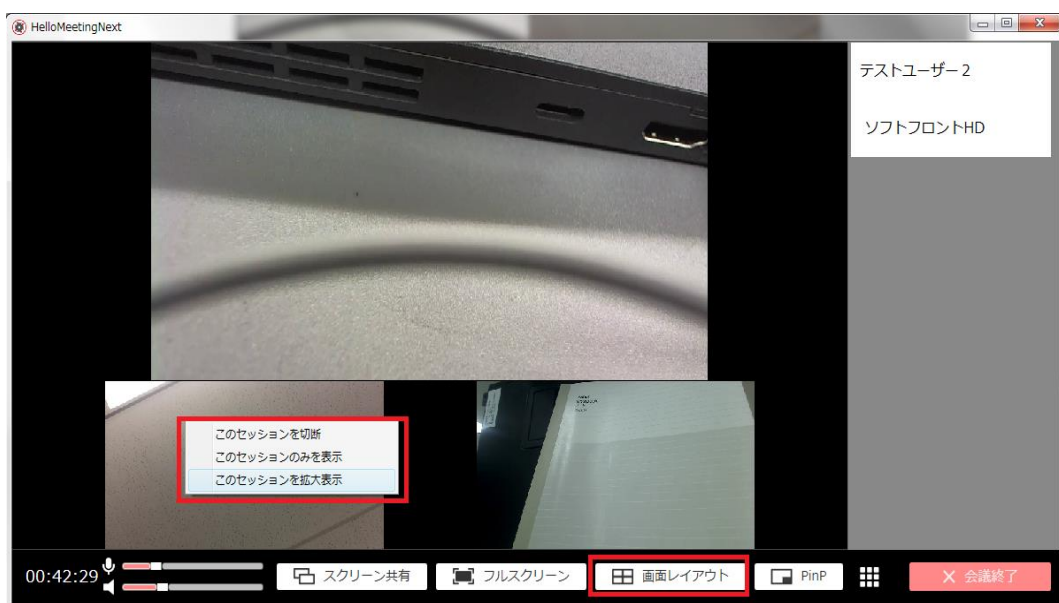 HelloMeetingNext
テストユーザー2
ソフトフロントHD
このセッションを切断
このセッションのみを表示
このセッションを拡大表示
00:42:29
スクリーン共有
フルスクリーン
画面レイアウト
PinP
会議終了